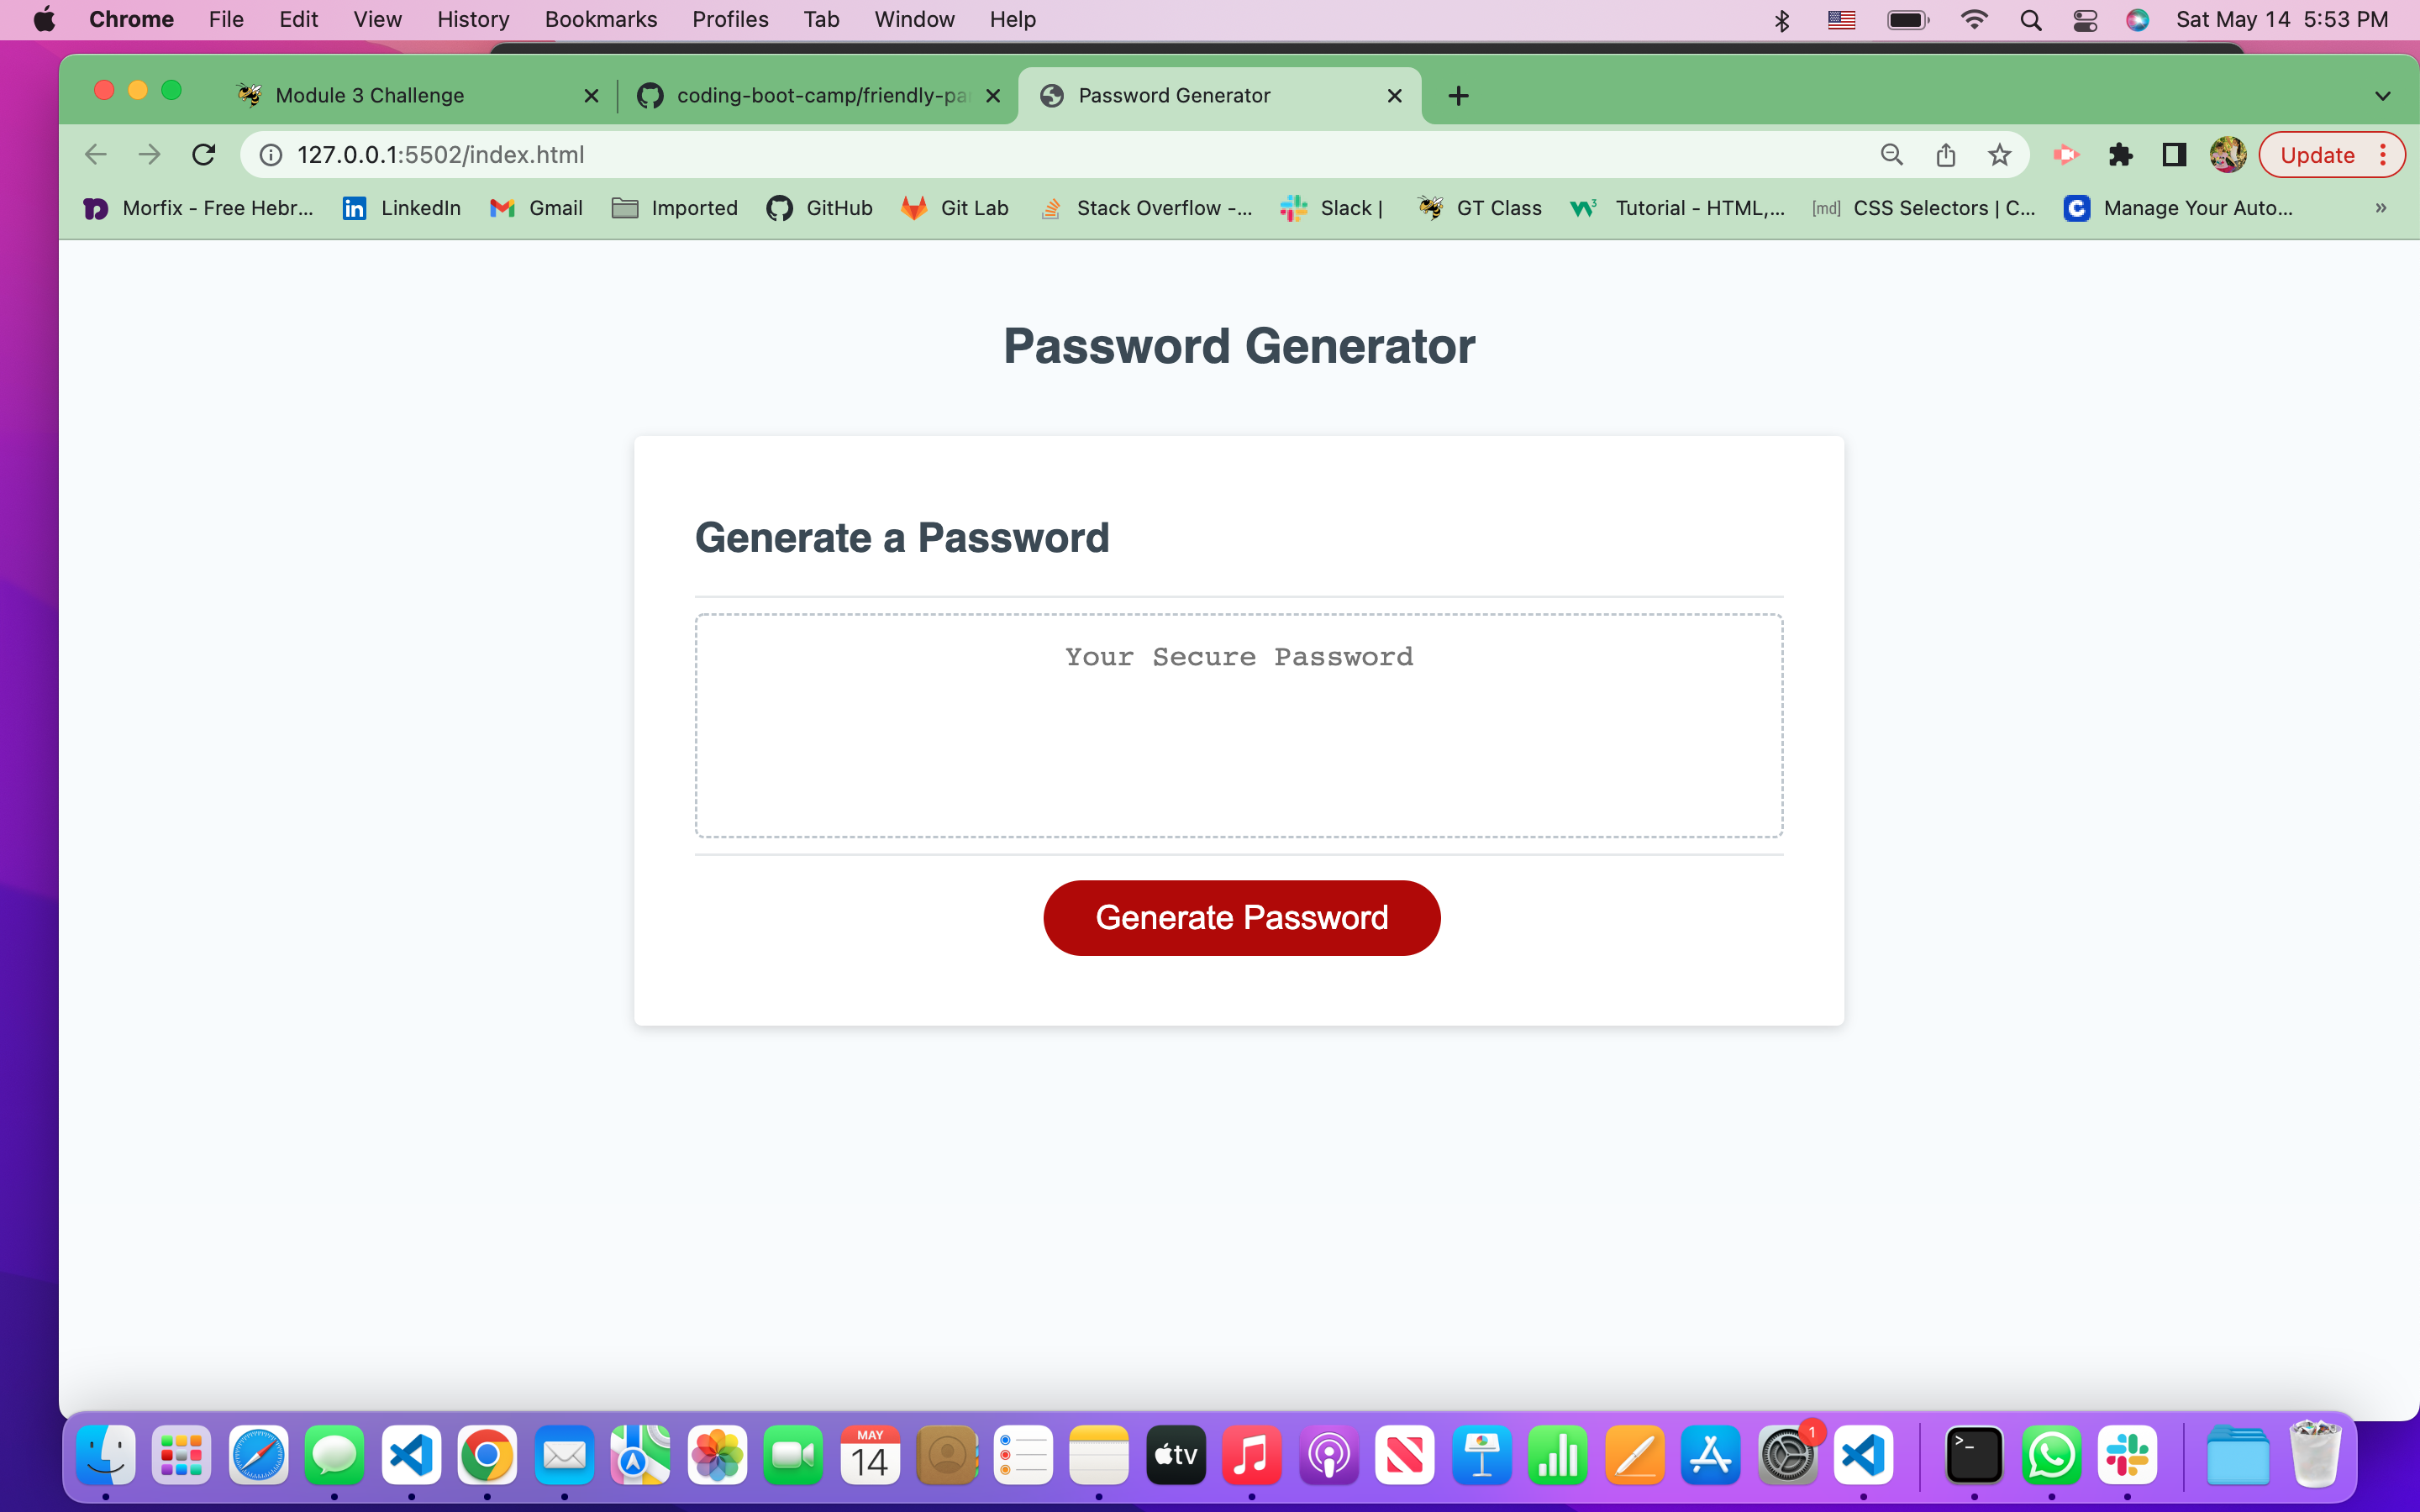 Chrome File Edit View History Bookmarks Profiles Tab Window Help Sat May 14 5:53 PM
Module 3 Challenge coding-boot-camp/friendly-pa Password Generator
127.0.0.1:5502/index.html Update
Morfix - Free Hebr... LinkedIn Gmail Imported GitHub Git Lab Stack Overflow -... Slack | GT Class Tutorial - HTML,... [md] CSS Selectors | C... Manage Your Auto... »
Password Generator
Generate a Password
Your Secure Password
Generate Password
MAY
14
tv
1